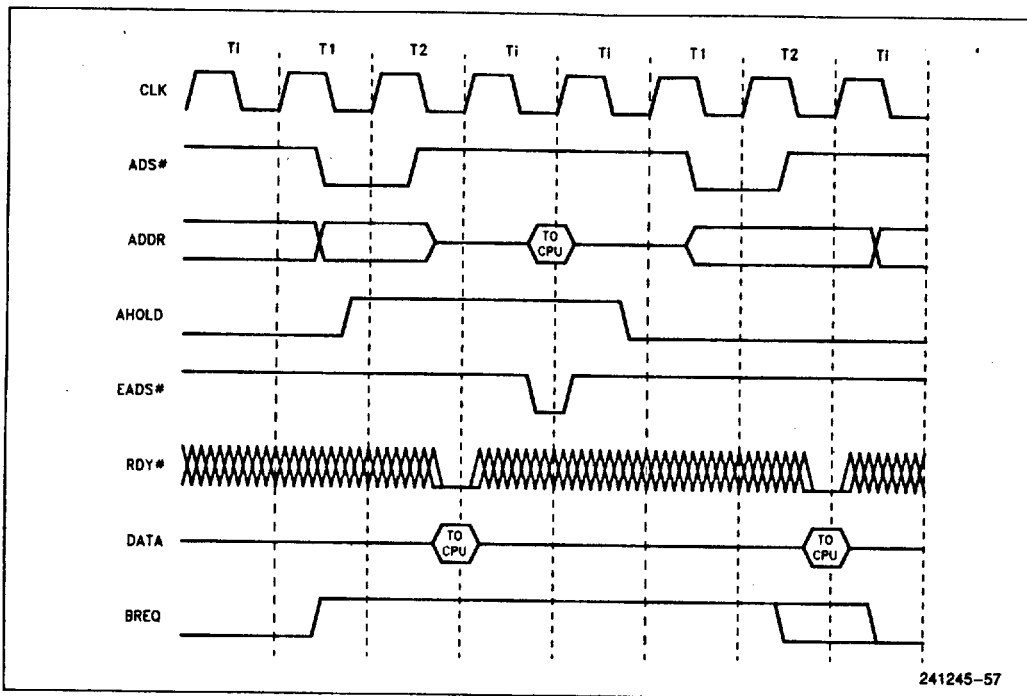 Ti T1 T2 Ti Ti T1 T2 Ti
CLK
ADS#
ADDR
TO
CPU
AHOLD
EADS#
RDY#
DATA
TO
CPU
TO
CPU
BREQ
241245-57